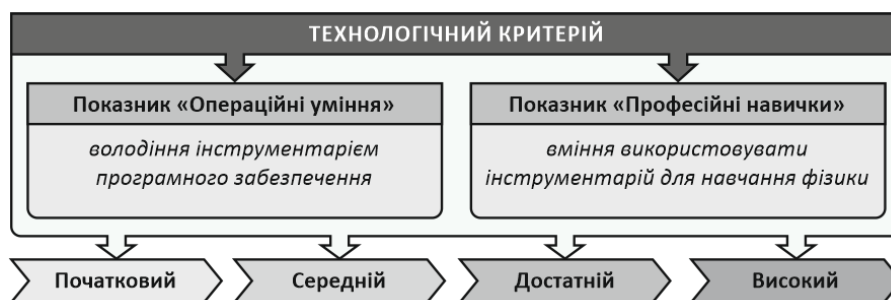 ТЕХНОЛОГІЧНИЙ КРИТЕРІЙ
Показник «Операційні уміння»
володіння інструментарієм
програмного забезпечення
Показник «Професійні навички»
вміння використовувати
інструментарій для навчання фізики
Початковий
Середній
Достатній
Високий